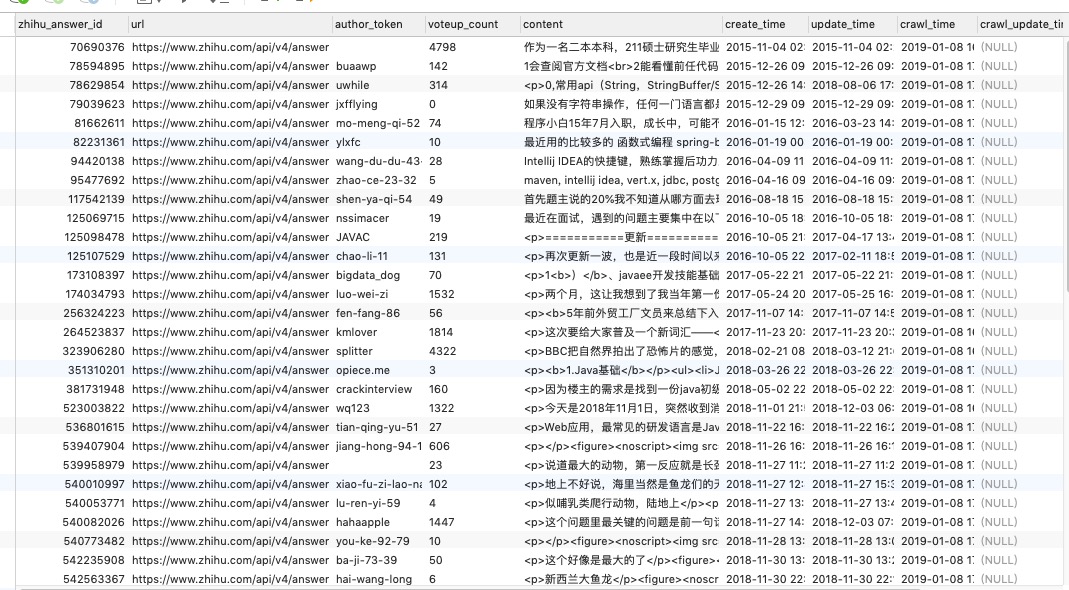 zhihu_answer_id url author_token voteup_count content create_time update_time crawl_time crawl_update_tir
70690376 https://www.zhihu.com/api/v4/answer 4798 作为一名二本本科，211硕士研究生毕业 2015-11-04 02: 2015-11-04 02: 2019-01-08 16 (NULL)
78594895 https://www.zhihu.com/api/v4/answer buaawp 142 1会查阅官方文档<br>2能看懂前任代码 2015-12-26 09 2015-12-26 09: 2019-01-08 17 (NULL)
78629854 https://www.zhihu.com/api/v4/answer uwhile 314 <p>0,常用api（String，StringBuffer/S 2015-12-26 14: 2018-08-06 17: 2019-01-08 17 (NULL)
79039623 https://www.zhihu.com/api/v4/answer jxfflying 0 如果没有字符串操作，任何一门语言都是 2015-12-29 09 2015-12-29 09: 2019-01-08 17 (NULL)
81662611 https://www.zhihu.com/api/v4/answer mo-meng-qi-52 74 程序小白15年7月入职，成长中，可能不 2016-01-15 12: 2016-03-23 14: 2019-01-08 17 (NULL)
82231361 https://www.zhihu.com/api/v4/answer ylxfc 10 最近用的比较多的 函数式编程 spring-b 2016-01-19 00 2016-01-19 00: 2019-01-08 17 (NULL)
94420138 https://www.zhihu.com/api/v4/answer wang-du-du-43- 28 Intellij IDEA的快捷键，熟练掌握后功力 2016-04-09 11 2016-04-09 11: 2019-01-08 17 (NULL)
95477692 https://www.zhihu.com/api/v4/answer zhao-ce-23-32 5 maven, intellij idea, vert.x, jdbc, postg 2016-04-16 09 2016-04-16 09: 2019-01-08 17 (NULL)
117542139 https://www.zhihu.com/api/v4/answer shen-ya-qi-54 49 首先题主说的20%我不知道从哪方面去 2016-08-18 15 2016-08-18 15: 2019-01-08 17 (NULL)
125069715 https://www.zhihu.com/api/v4/answer nssimacer 19 最近在面试，遇到的问题主要集中在以下 2016-10-05 18 2016-10-05 18: 2019-01-08 17 (NULL)
125098478 https://www.zhihu.com/api/v4/answer JAVAC 219 <p>===========更新========== 2016-10-05 21: 2017-04-17 13: 2019-01-08 17 (NULL)
125107529 https://www.zhihu.com/api/v4/answer chao-li-11 131 <p>再次更新一波，也是近一段时间以来 2016-10-05 22 2017-02-11 18:5 2019-01-08 17 (NULL)
173108397 https://www.zhihu.com/api/v4/answer bigdata_dog 70 <p>1<b>）</b>、javaee开发技能基础 2017-05-22 21 2017-05-22 21: 2019-01-08 17 (NULL)
174034793 https://www.zhihu.com/api/v4/answer luo-wei-zi 1532 <p>两个月，这让我想到了我当年第一份 2017-05-24 20 2017-05-25 16: 2019-01-08 17 (NULL)
256324223 https://www.zhihu.com/api/v4/answer fen-fang-86 56 <p><b>5年前外贸工厂文员来总结下入 2017-11-07 14: 2017-11-07 14:5 2019-01-08 17 (NULL)
264523837 https://www.zhihu.com/api/v4/answer kmlover 1814 <p>这次要给大家普及一个新词汇——< 2017-11-23 20: 2017-11-23 20: 2019-01-08 16 (NULL)
323906280 https://www.zhihu.com/api/v4/answer splitter 4322 <p>BBC把自然界拍出了恐怖片的感觉， 2018-02-21 08 2018-03-12 21: 2019-01-08 16 (NULL)
351310201 https://www.zhihu.com/api/v4/answer opiece.me 3 <p><b>1.Java基础</b></p><ul><li>J 2018-03-26 22 2018-03-26 22: 2019-01-08 17 (NULL)
381731948 https://www.zhihu.com/api/v4/answer crackinterview 160 <p>因为楼主的需求是找到一份java初级 2018-05-02 22 2018-05-02 22: 2019-01-08 17 (NULL)
523003822 https://www.zhihu.com/api/v4/answer wq123 1322 <p>今天是2018年11月1日，突然收到消 2018-11-01 21: 2018-12-03 06: 2019-01-08 16 (NULL)
536801615 https://www.zhihu.com/api/v4/answer tian-qing-yu-51 27 <p>Web应用，最常见的研发语言是Jav 2018-11-22 16: 2018-11-22 16:2 2019-01-08 17 (NULL)
539407904 https://www.zhihu.com/api/v4/answer jiang-hong-94-1 606 <p></p><figure><noscript><img src= 2018-11-26 16: 2018-11-26 16: 2019-01-08 17 (NULL)
539958979 https://www.zhihu.com/api/v4/answer 23 <p>说道最大的动物，第一反应就是长颈 2018-11-27 11: 2018-11-27 11:2 2019-01-08 17 (NULL)
540010997 https://www.zhihu.com/api/v4/answer xiao-fu-zi-lao-na 102 <p>地上不好说，海里当然是鱼龙们的天 2018-11-27 12: 2018-11-27 15:3 2019-01-08 17 (NULL)
540053771 https://www.zhihu.com/api/v4/answer lu-ren-yi-59 4 <p>似哺乳类爬行动物，陆地上</p><p 2018-11-27 13: 2018-11-27 13:4 2019-01-08 17 (NULL)
540082026 https://www.zhihu.com/api/v4/answer hahaapple 1447 <p>这个问题里最关键的问题是前一句话 2018-11-27 14: 2018-12-03 07: 2019-01-08 17 (NULL)
540773482 https://www.zhihu.com/api/v4/answer you-ke-92-79 10 <p></p><figure><noscript><img src= 2018-11-28 13: 2018-11-28 13:0 2019-01-08 17 (NULL)
542235908 https://www.zhihu.com/api/v4/answer ba-ji-73-39 50 <p>这个好像是最大的了</p><figure>< 2018-11-30 13: 2018-11-30 13:2 2019-01-08 17 (NULL)
542563367 https://www.zhihu.com/api/v4/answer hai-wang-long 6 <p>新西兰大鱼龙</p><figure><noscr 2018-11-30 22: 2018-11-30 22: 2019-01-08 17 (NULL)